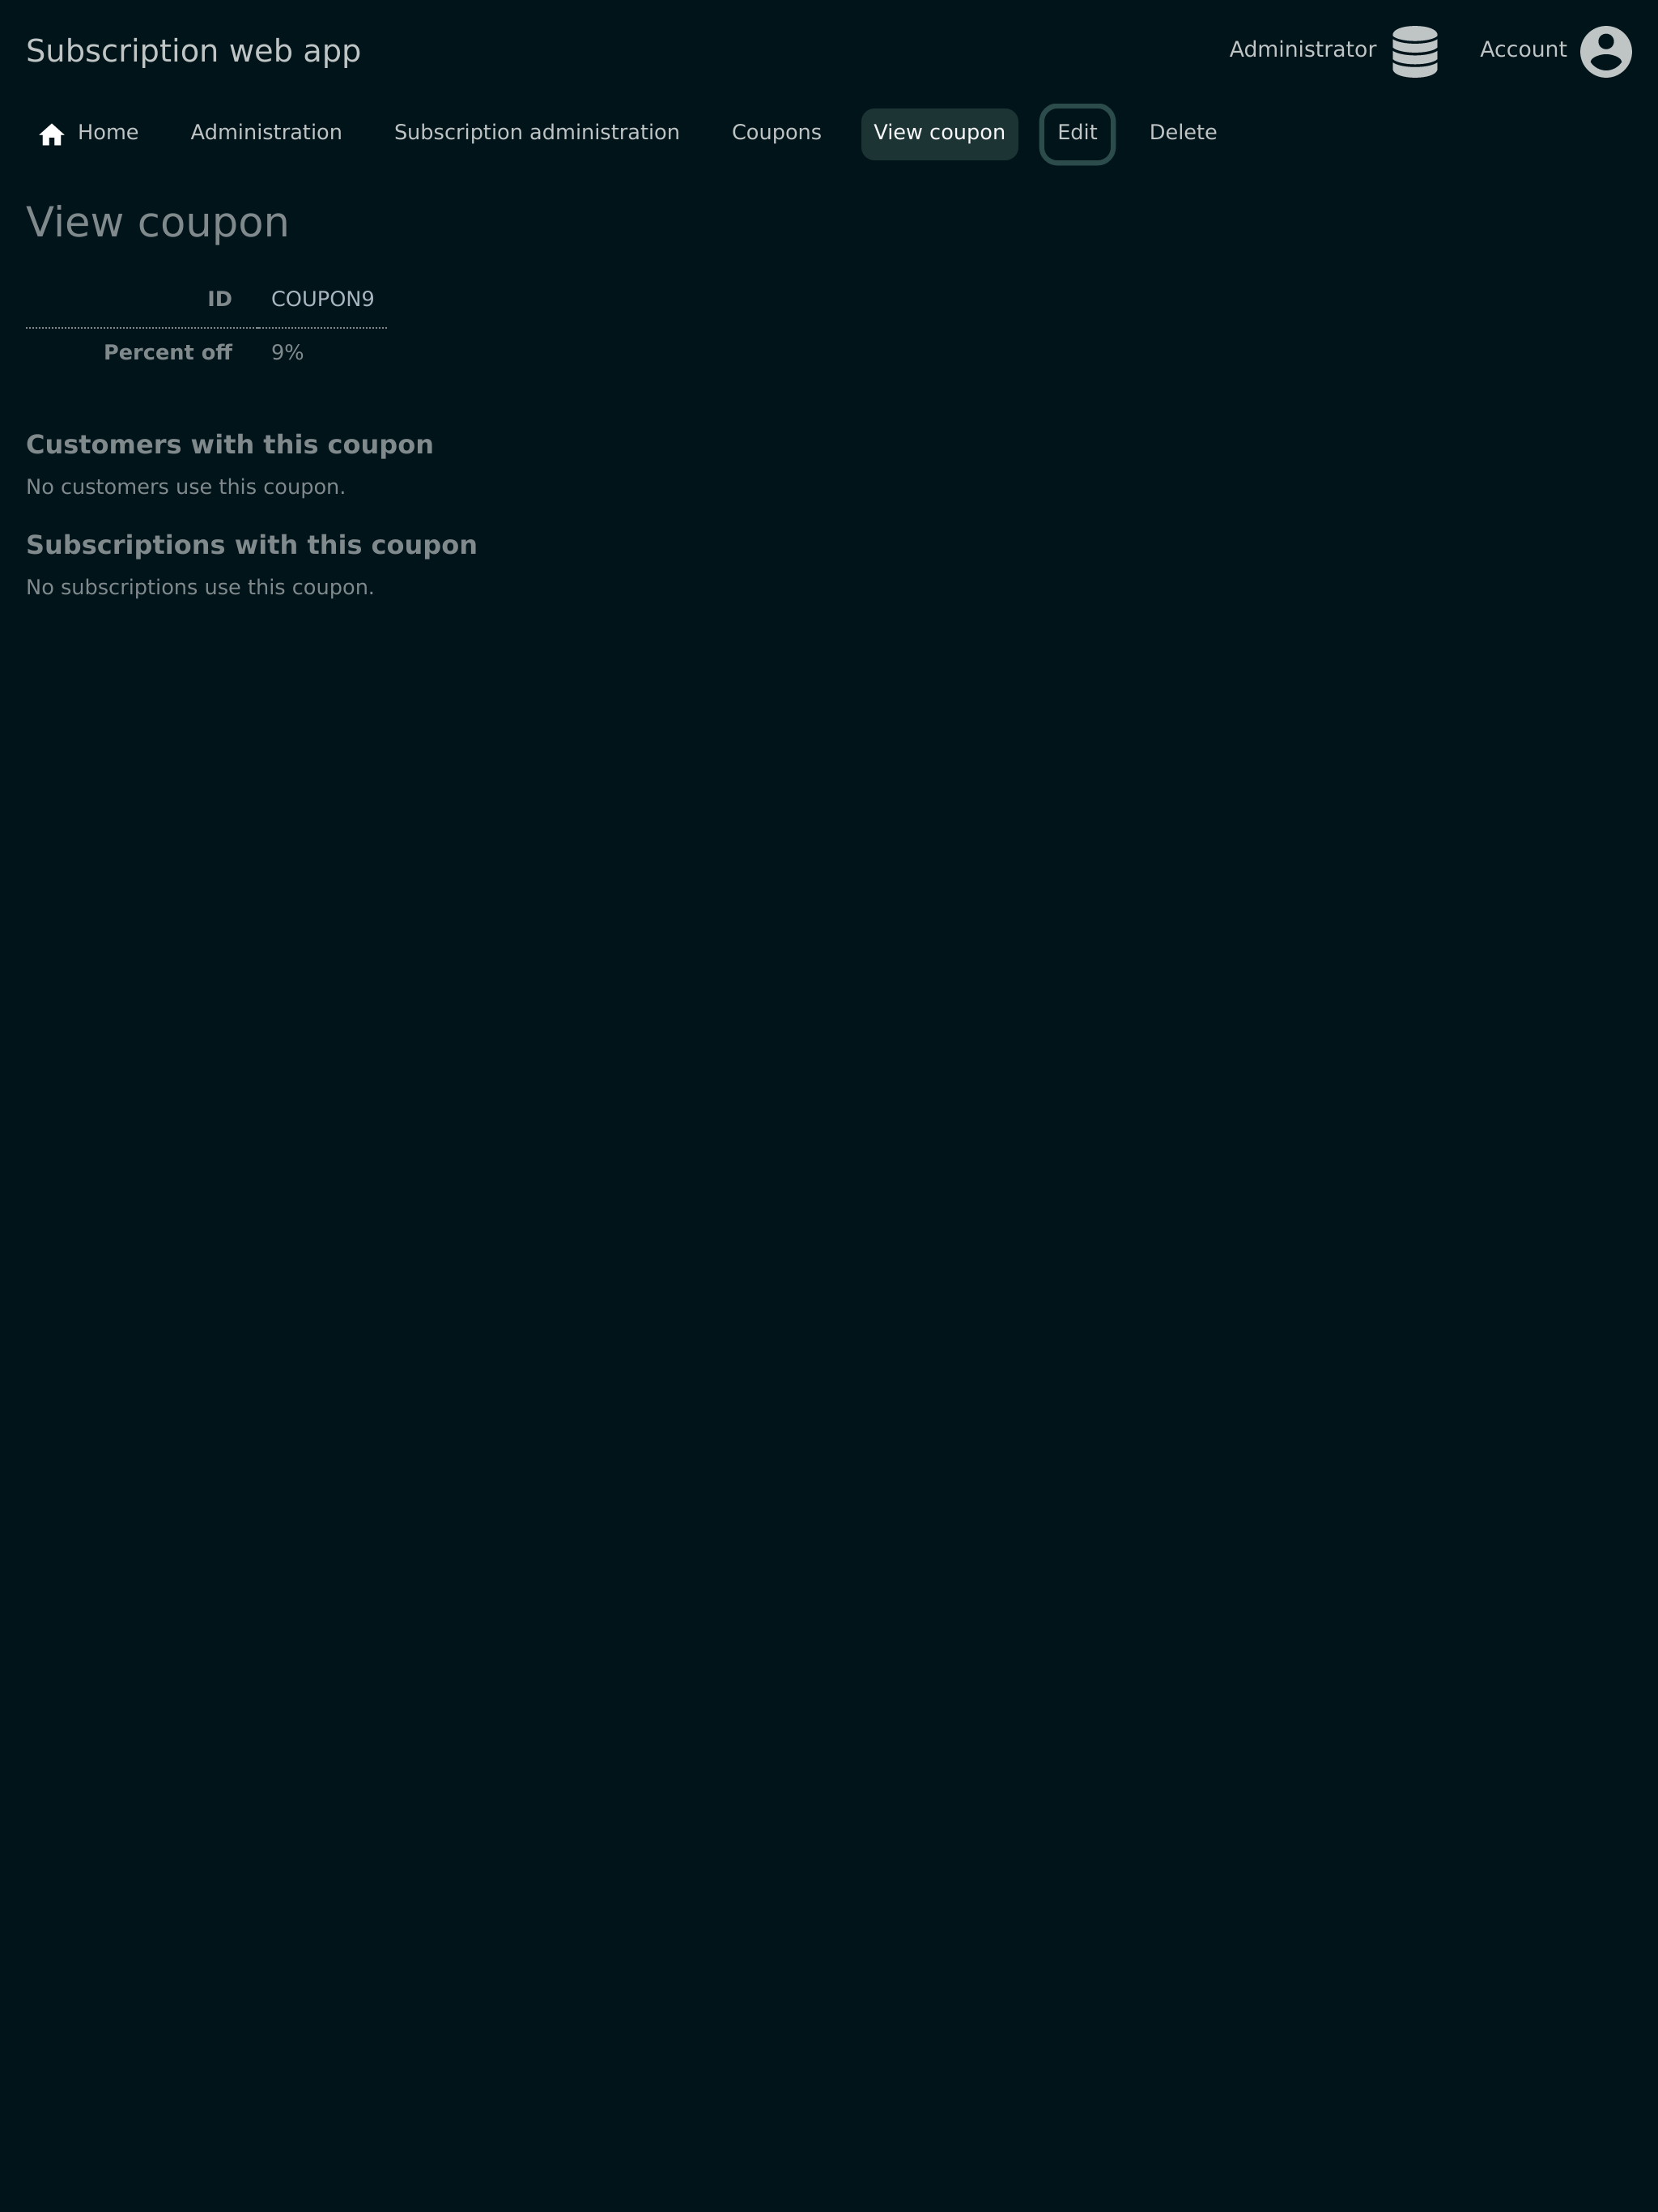 Subscription web app
Administrator Account
Home Administration Subscription administration Coupons View coupon Edit Delete
View coupon
ID COUPON9
Percent off 9%
Customers with this coupon
No customers use this coupon.
Subscriptions with this coupon
No subscriptions use this coupon.